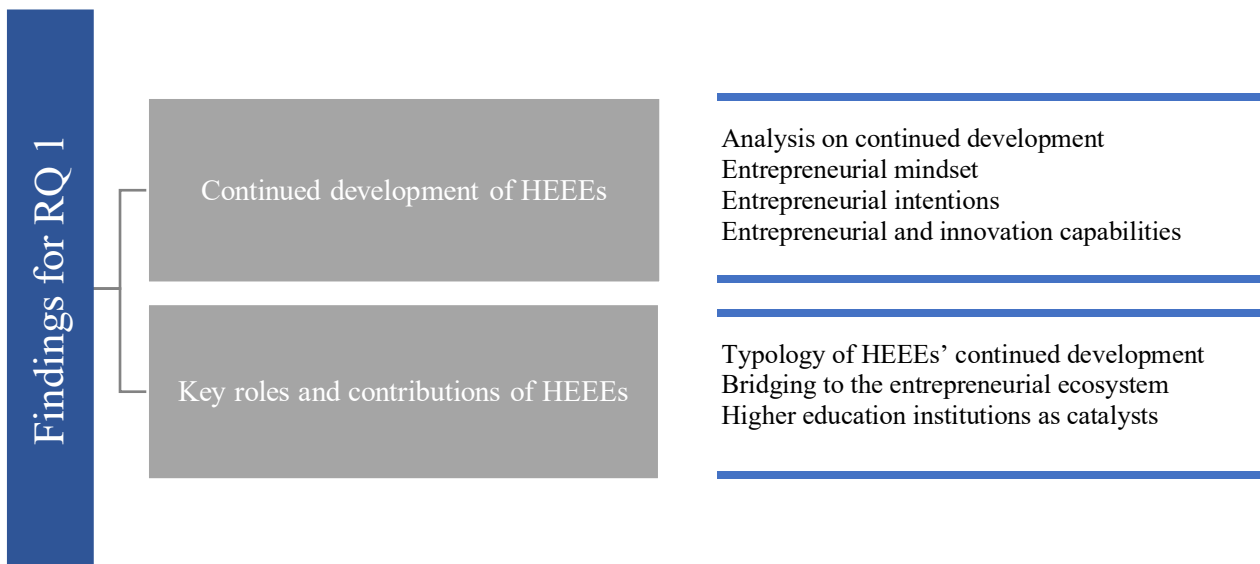 Findings for RQ 1
Continued development of HEEEs
Analysis on continued development
Entrepreneurial mindset
Entrepreneurial intentions
Entrepreneurial and innovation capabilities
Key roles and contributions of HEEEs
Typology of HEEEs’ continued development
Bridging to the entrepreneurial ecosystem
Higher education institutions as catalysts